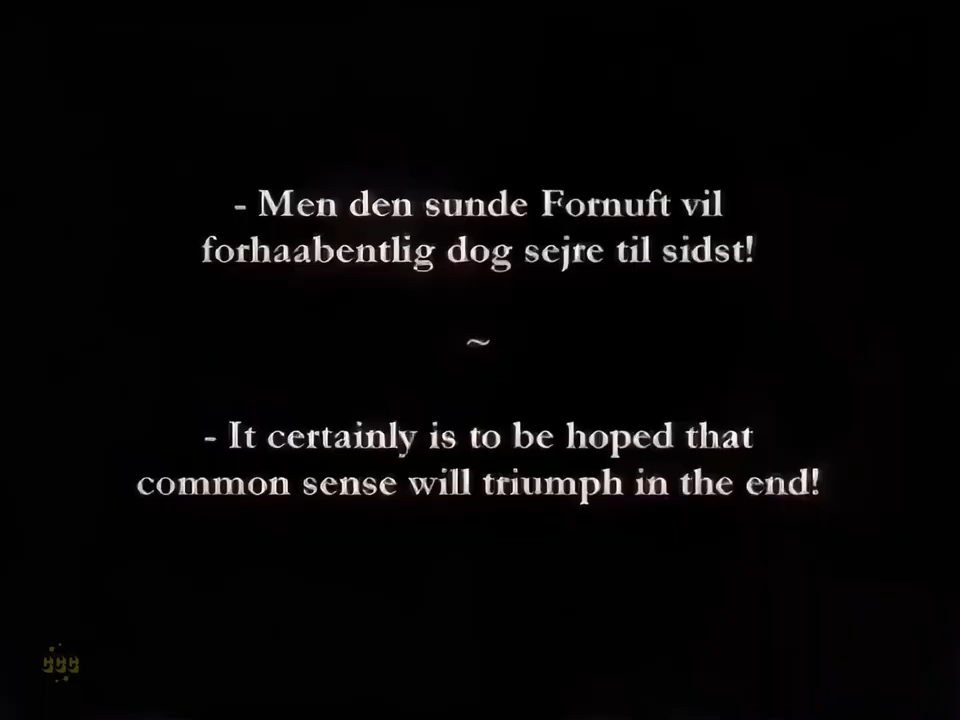 - Men den sunde Fornuft vil
forhaabentlig dog sejre til sidst!
~
- It certainly is to be hoped that
common sense will triumph in the end!
CCC